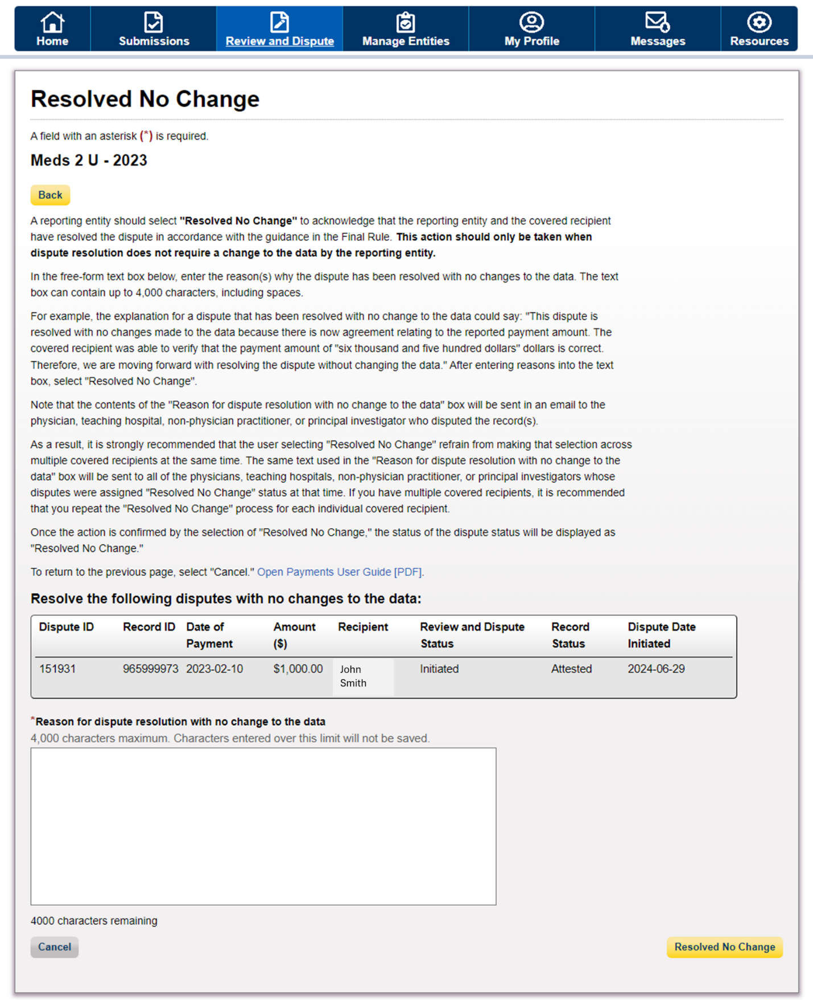 Home
Submissions
Review and Dispute
Manage Entities
My Profile
Messages
Resources
Resolved No Change
A field with an asterisk (*) is required.
Meds 2 U - 2023
Back
A reporting entity should select "Resolved No Change" to acknowledge that the reporting entity and the covered recipient
have resolved the dispute in accordance with the guidance in the Final Rule. This action should only be taken when
dispute resolution does not require a change to the data by the reporting entity.
In the free-form text box below, enter the reason(s) why the dispute has been resolved with no changes to the data. The text
box can contain up to 4,000 characters, including spaces.
For example, the explanation for a dispute that has been resolved with no change to the data could say: "This dispute is
resolved with no changes made to the data because there is now agreement relating to the reported payment amount. The
covered recipient was able to verify that the payment amount of "six thousand and five hundred dollars" dollars is correct.
Therefore, we are moving forward with resolving the dispute without changing the data." After entering reasons into the text
box, select "Resolved No Change".
Note that the contents of the "Reason for dispute resolution with no change to the data" box will be sent in an email to the
physician, teaching hospital, non-physician practitioner, or principal investigator who disputed the record(s).
As a result, it is strongly recommended that the user selecting "Resolved No Change" refrain from making that selection across
multiple covered recipients at the same time. The same text used in the "Reason for dispute resolution with no change to the
data" box will be sent to all of the physicians, teaching hospitals, non-physician practitioner, or principal investigators whose
disputes were assigned "Resolved No Change" status at that time. If you have multiple covered recipients, it is recommended
that you repeat the "Resolved No Change" process for each individual covered recipient.
Once the action is confirmed by the selection of "Resolved No Change," the status of the dispute status will be displayed as
"Resolved No Change."
To return to the previous page, select "Cancel." Open Payments User Guide [PDF].
Resolve the following disputes with no changes to the data:
Dispute ID Record ID Date of Payment Amount ($) Recipient Review and Dispute Status Record Status Dispute Date Initiated
151931 965999973 2023-02-10 $1,000.00 John Smith Initiated Attested 2024-06-29
*Reason for dispute resolution with no change to the data
4,000 characters maximum. Characters entered over this limit will not be saved.
4000 characters remaining
Cancel
Resolved No Change